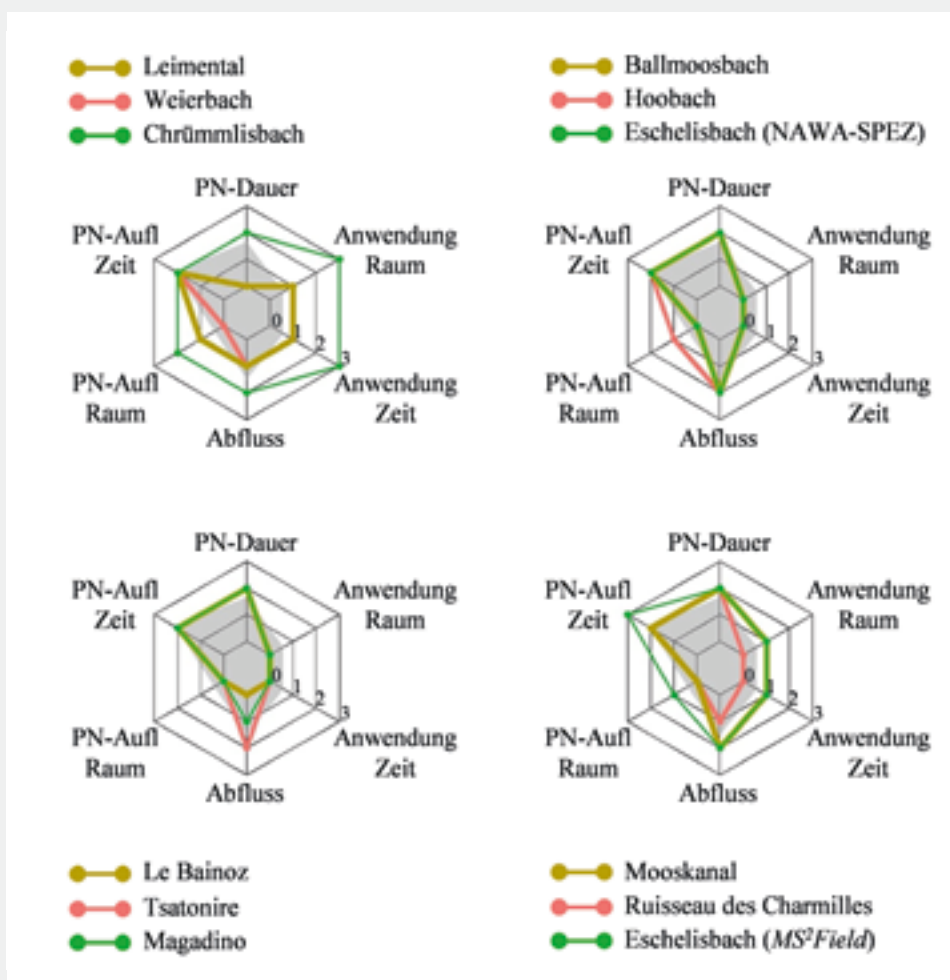 Leimental
Weierbach
Chrümmlisbach
PN-Dauer
PN-Aufl
Zeit
Anwendung
Raum
0
1
2
3
PN-Aufl
Raum
Anwendung
Zeit
Abfluss
Ballmoosbach
Hoobach
Eschelisbach (NAWA-SPEZ)
PN-Dauer
PN-Aufl
Zeit
Anwendung
Raum
0
1
2
3
PN-Aufl
Raum
Anwendung
Zeit
Abfluss
PN-Dauer
PN-Aufl
Zeit
Anwendung
Raum
0
1
2
3
PN-Aufl
Raum
Anwendung
Zeit
Abfluss
Le Bainoz
Tsatonire
Magadino
PN-Dauer
PN-Aufl
Zeit
Anwendung
Raum
0
1
2
3
PN-Aufl
Raum
Anwendung
Zeit
Abfluss
Mooskanal
Ruisseau des Charmilles
Eschelisbach (MS²Field)